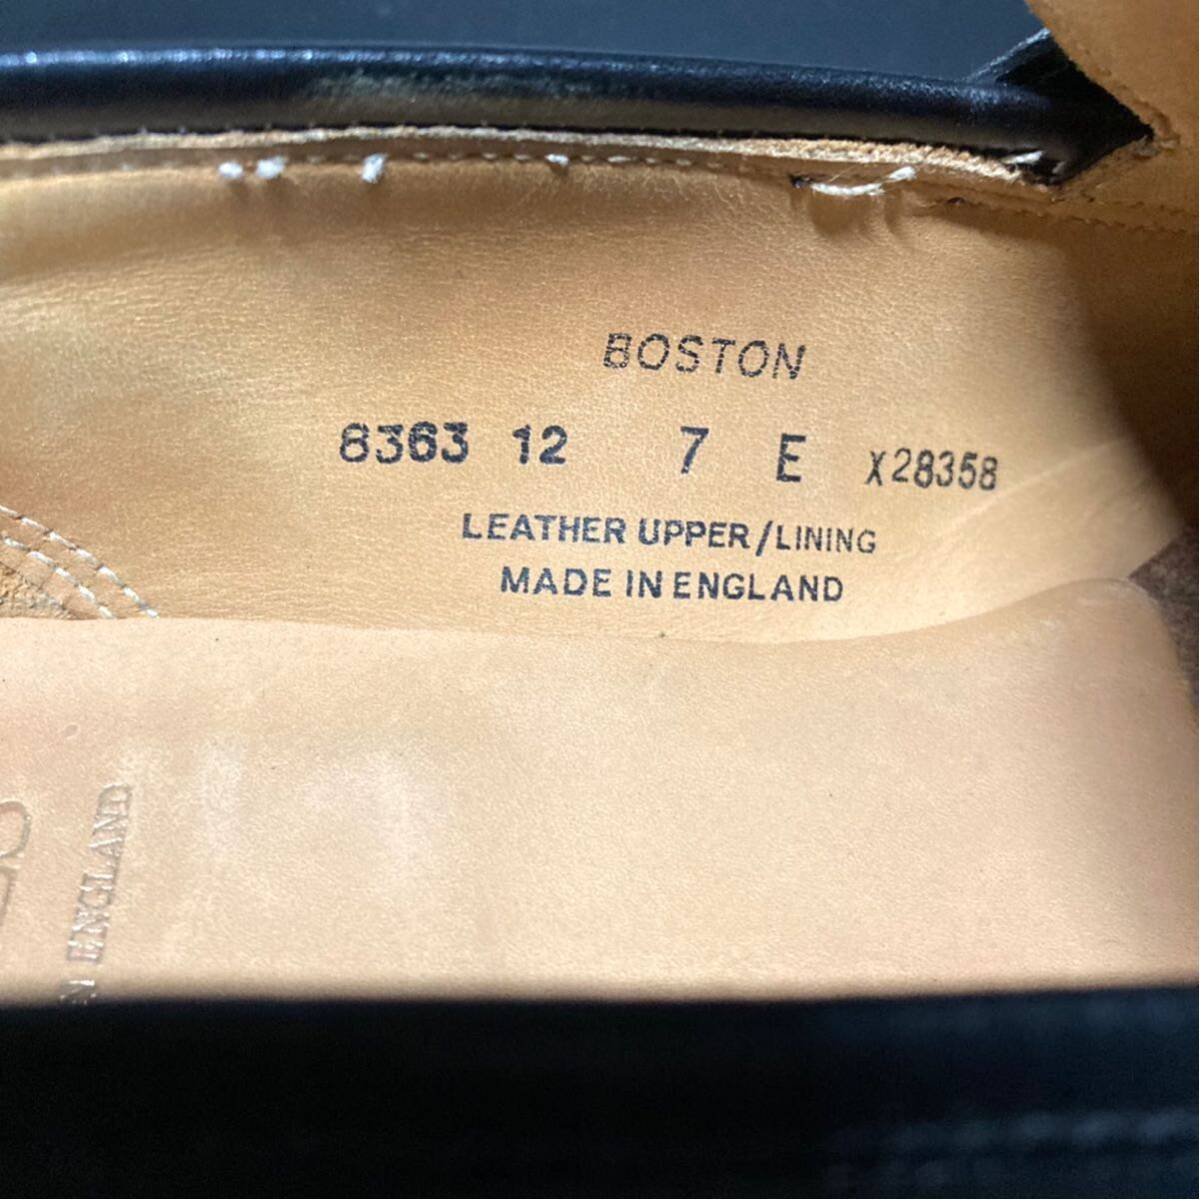 BOSTON
8363 12 7 E X28358
LEATHER UPPER/LINING
MADE IN ENGLAND
ENGLAND